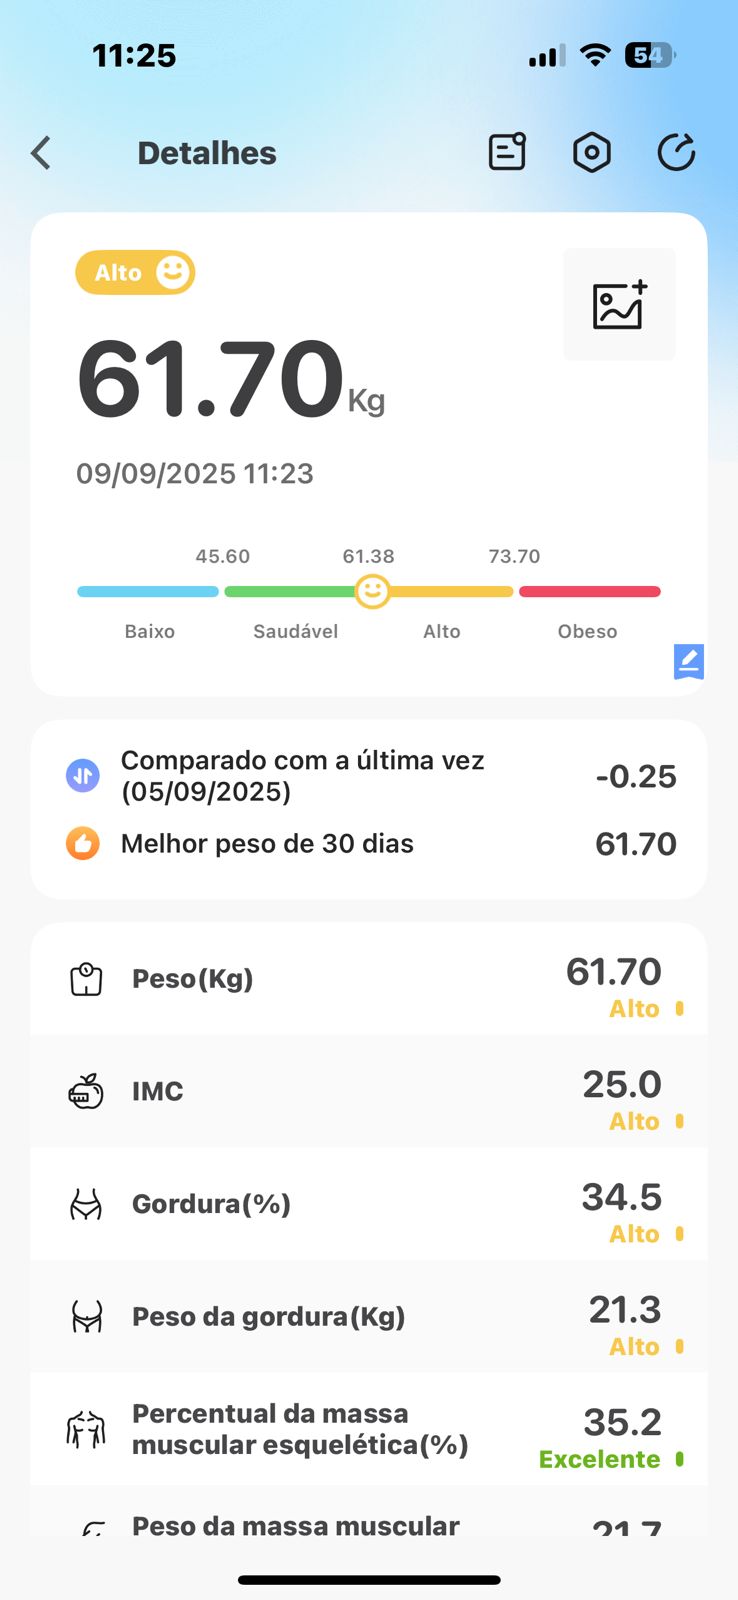 11:25
54
Detalhes
Alto
61.70Kg
09/09/2025 11:23
45.60 61.38 73.70
Baixo Saudável Alto Obeso
Comparado com a última vez
(05/09/2025)
-0.25
Melhor peso de 30 dias 61.70
Peso(Kg) 61.70
Alto
IMC 25.0
Alto
Gordura(%) 34.5
Alto
Peso da gordura(Kg) 21.3
Alto
Percentual da massa
muscular esquelética(%)
35.2
Excelente
Peso da massa muscular 21.7